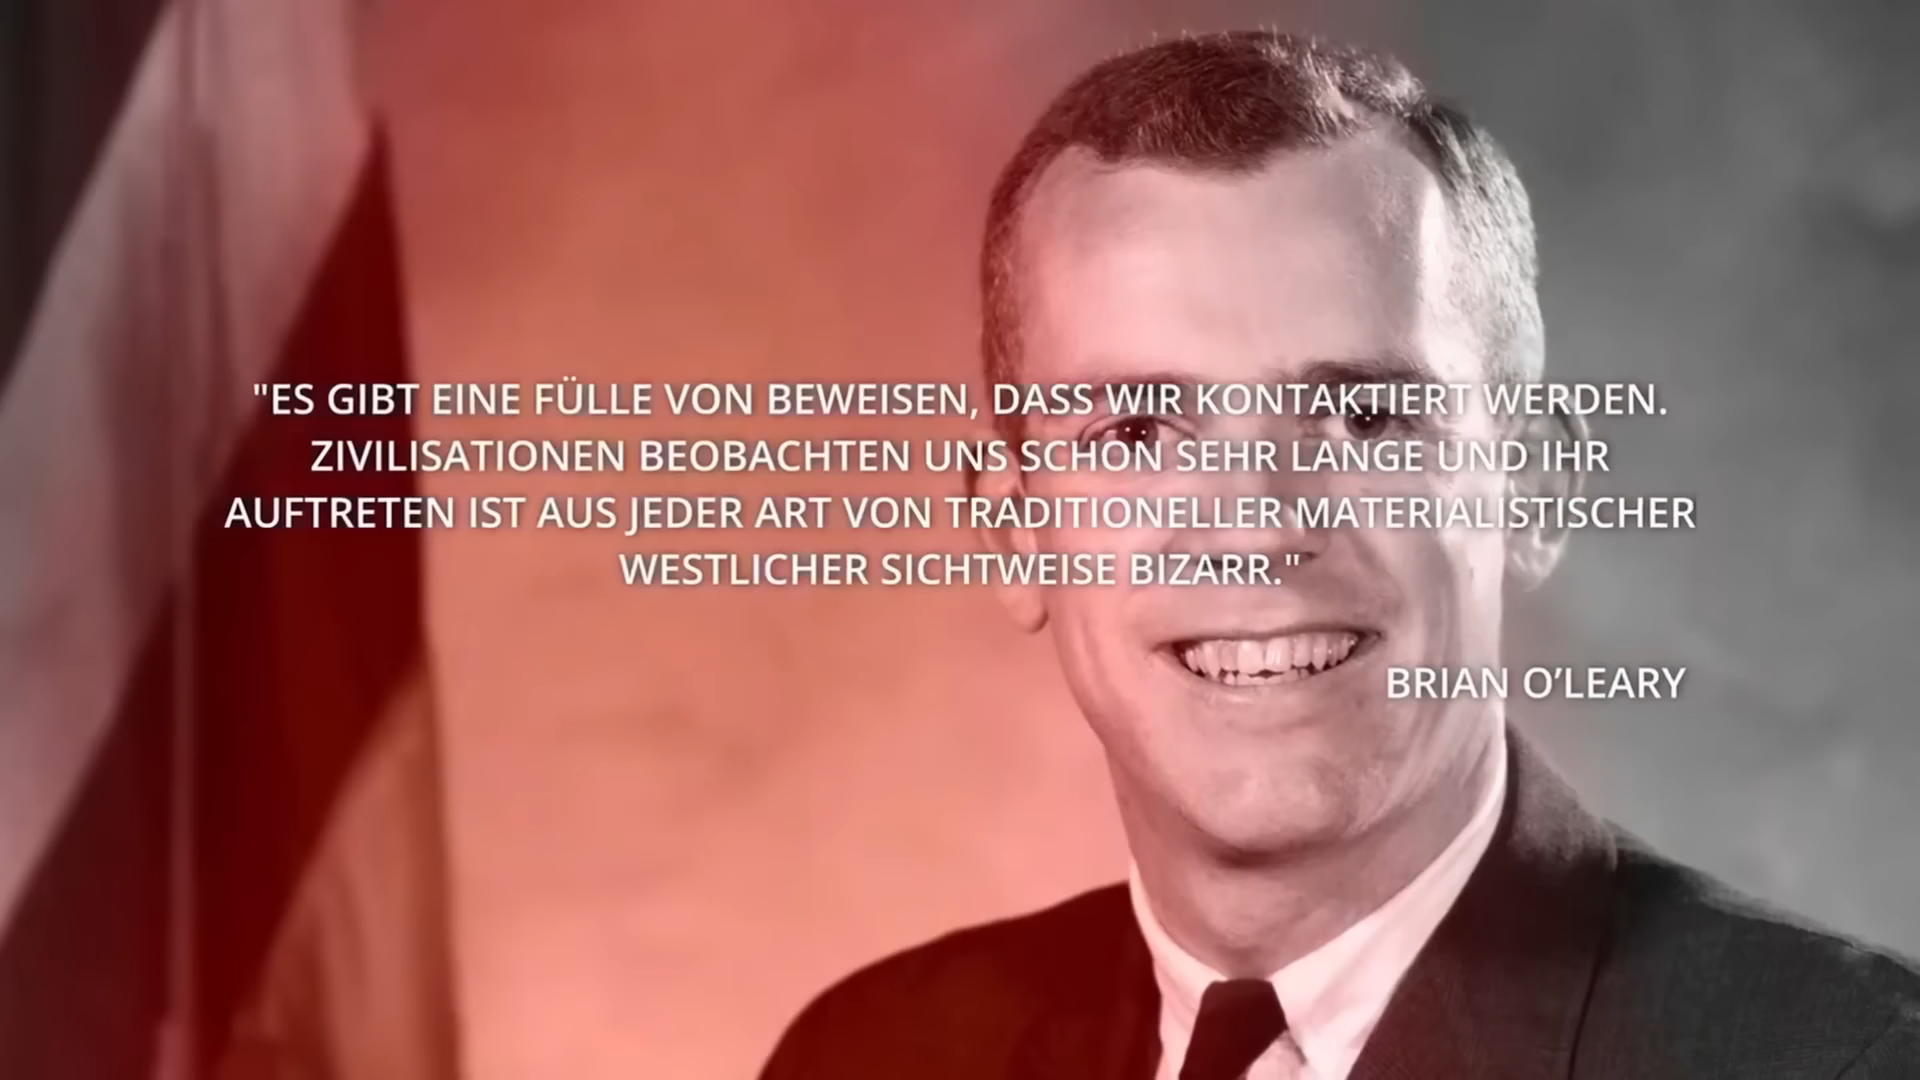 "ES GIBT EINE FÜLLE VON BEWEISEN, DASS WIR KONTAKTIERT WERDEN.
ZIVILISATIONEN BEOBACHTEN UNS SCHON SEHR LANGE UND IHR
AUFTRETEN IST AUS JEDER ART VON TRADITIONELLER MATERIALISTISCHER
WESTLICHER SICHTWEISE BIZARR."
BRIAN O’LEARY